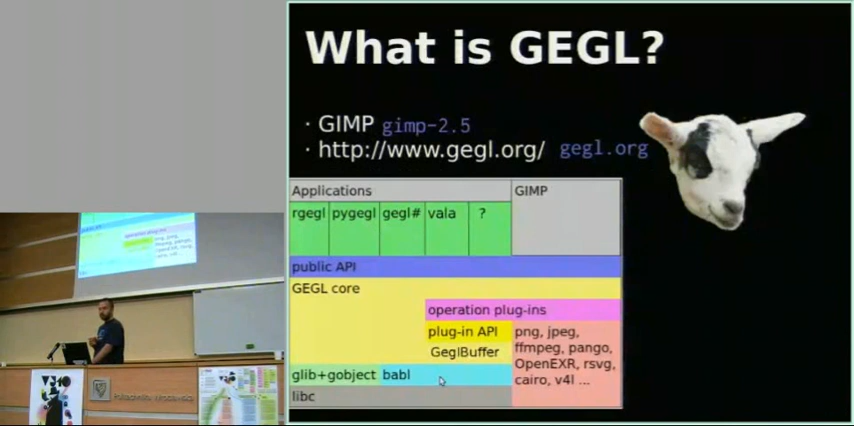 What is GEGL?
· GIMP gimp-2.5
· http://www.gegl.org/ gegl.org
Applications GIMP
rgegl pygegl gegl# vala ?
public API
GEGL core
operation plug-ins
plug-in API png, jpeg,
GeglBuffer ffmpeg, pango,
OpenEXR, rsvg,
glib+gobject babl cairo, v4l ...
libc
Politechnika Wrocławska